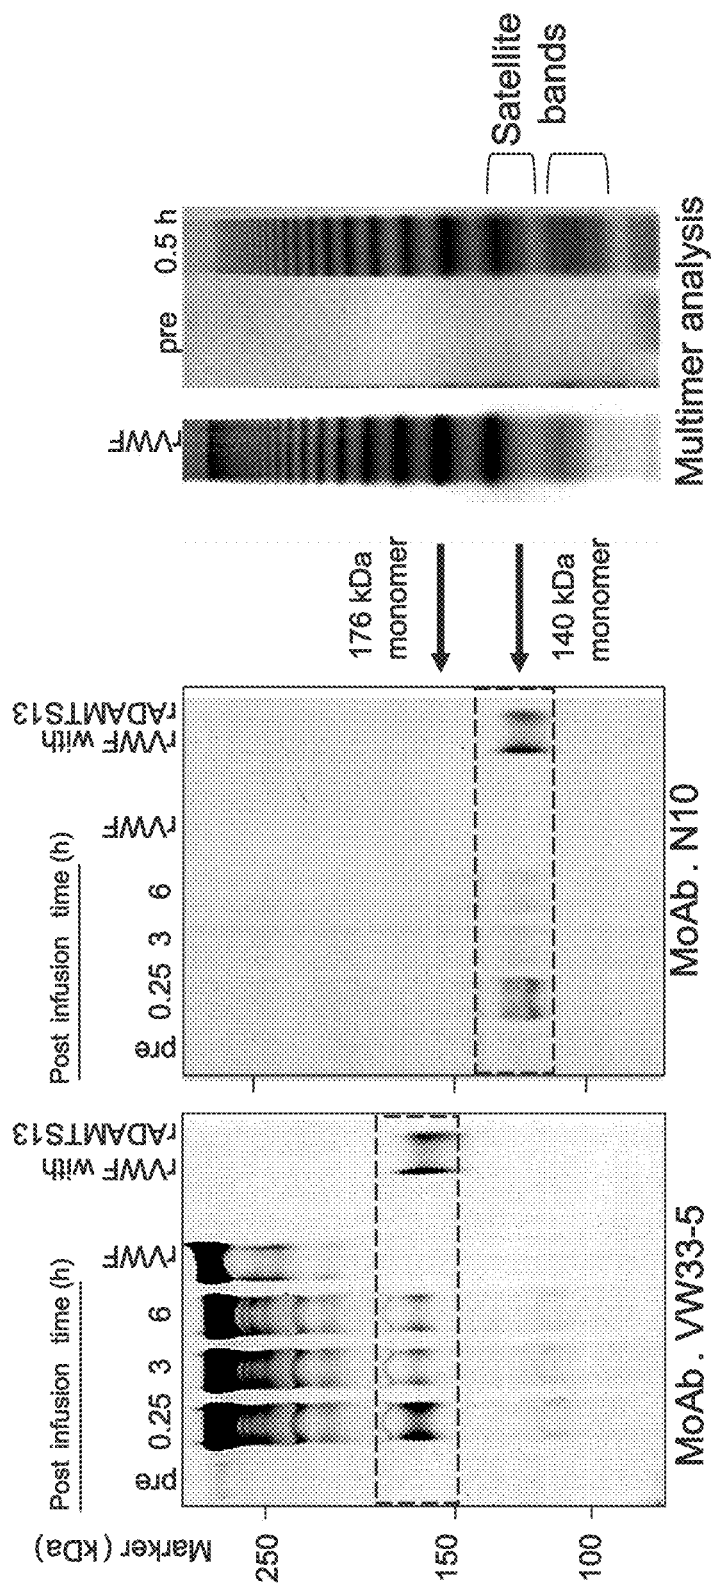 Marker ( kDa)
250
150
100
Post infusion time (h)
pre
0.25
3
6
rVWF
rVWF with
rADAMTS13
MoAb . VW33-5
Post infusion time (h)
pre
0.25
3
6
rVWF
rVWF with
rADAMTS13
MoAb . N10
176 kDa
monomer
140 kDa
monomer
rVWF
pre
0.5 h
Multimer analysis
Satellite
bands